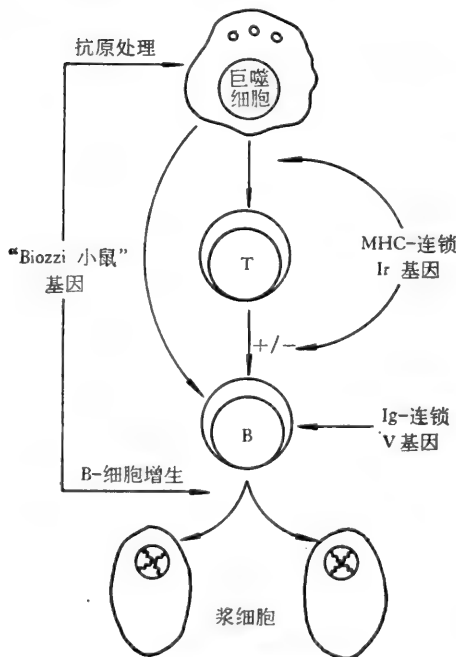 抗原处理
巨噬
细胞
“Biozzi 小鼠”
基因
T
MHC-连锁
Ir 基因
+/-
B
Ig-连锁
V 基因
B-细胞增生
浆细胞